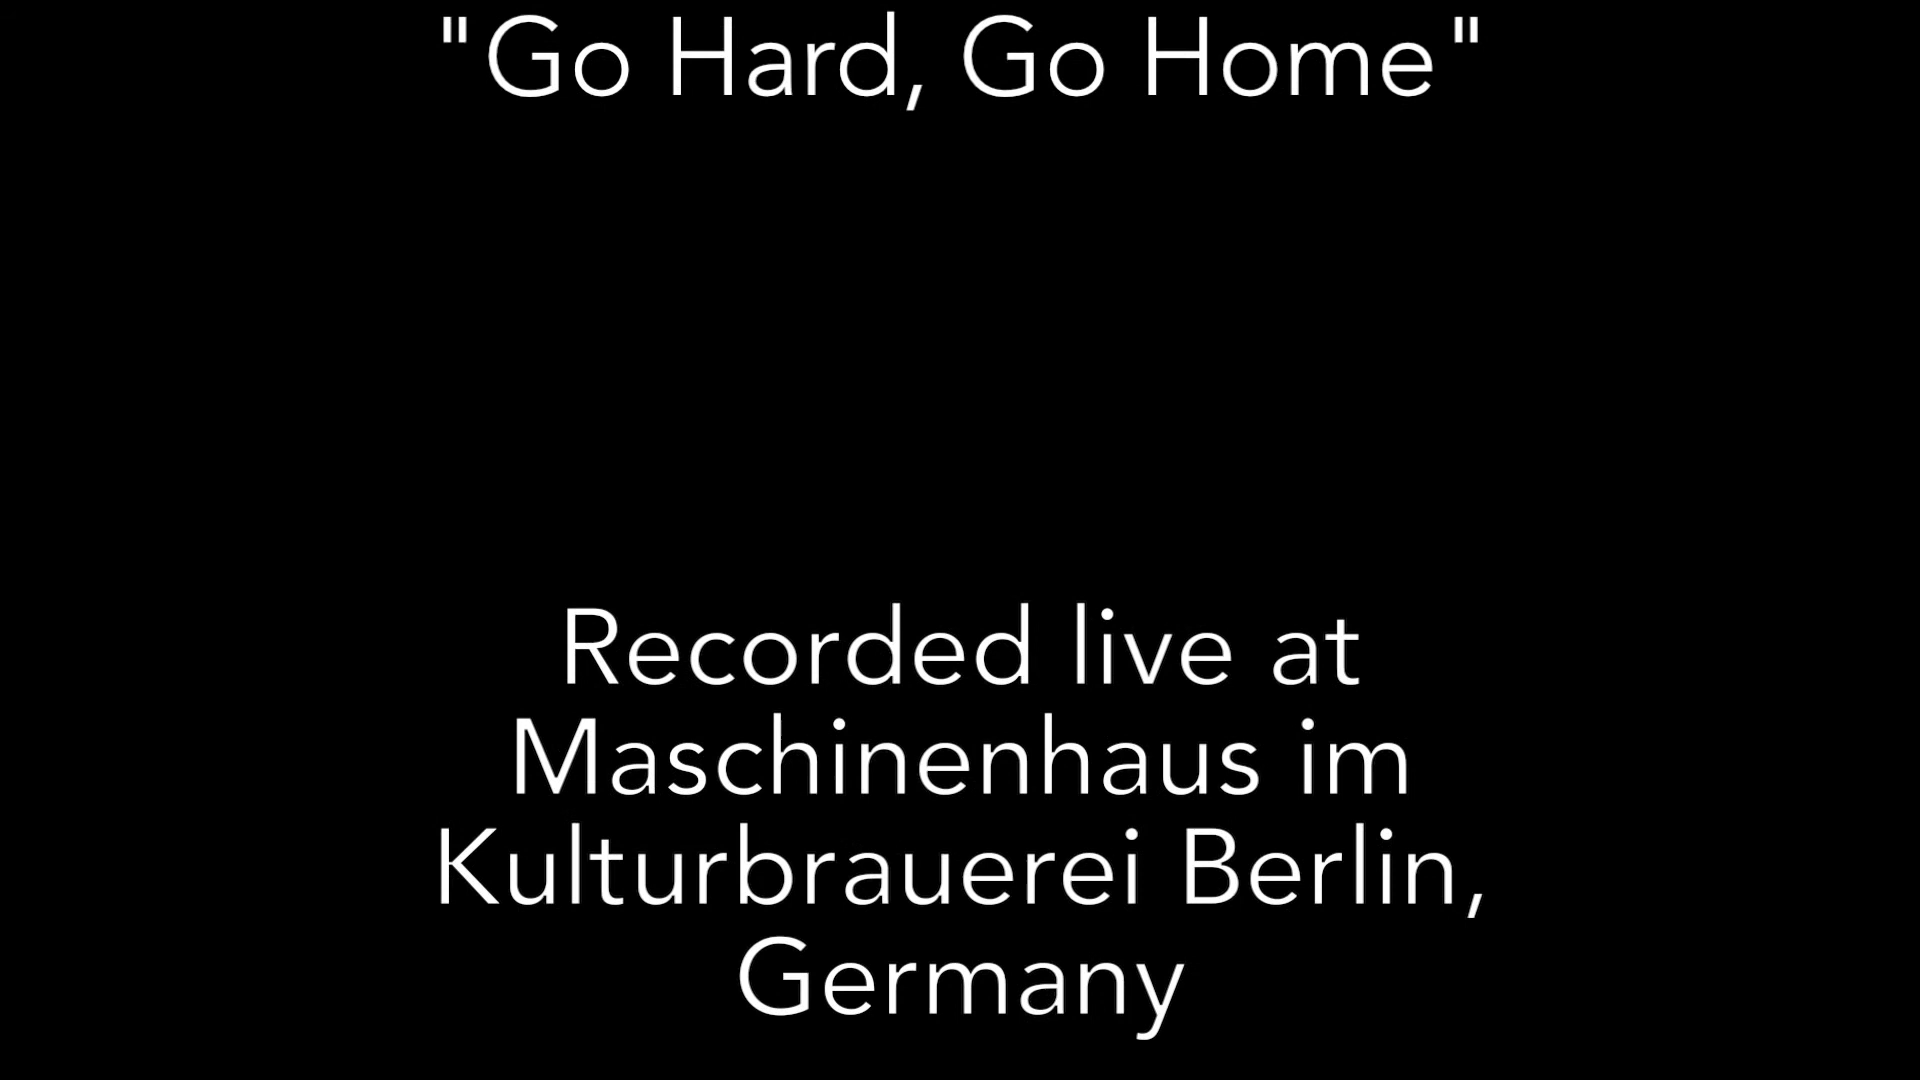 "Go Hard, Go Home"
Recorded live at
Maschinenhaus im
Kulturbrauerei Berlin,
Germany